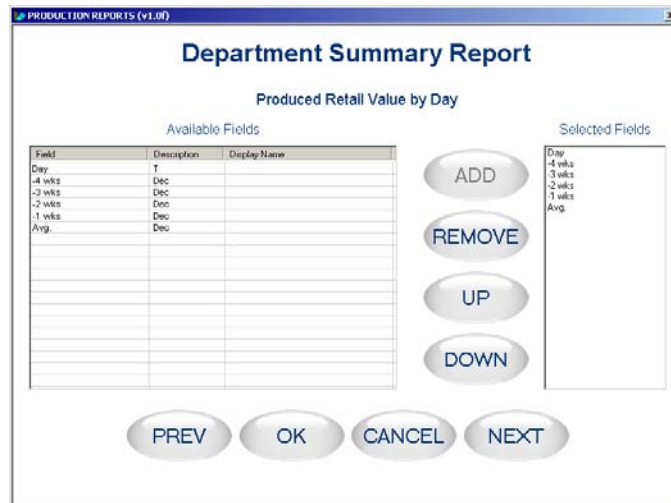 PRODUCTION REPORTS (v1.0f)
Department Summary Report
Produced Retail Value by Day
Available Fields
Selected Fields
Field Description Display Name
Day T
-4 wks Dec
-3 wks Dec
-2 wks Dec
-1 wks Dec
Avg. Dec
ADD
REMOVE
UP
DOWN
Day
-4 wks
-3 wks
-2 wks
-1 wks
Avg.
PREV OK CANCEL NEXT